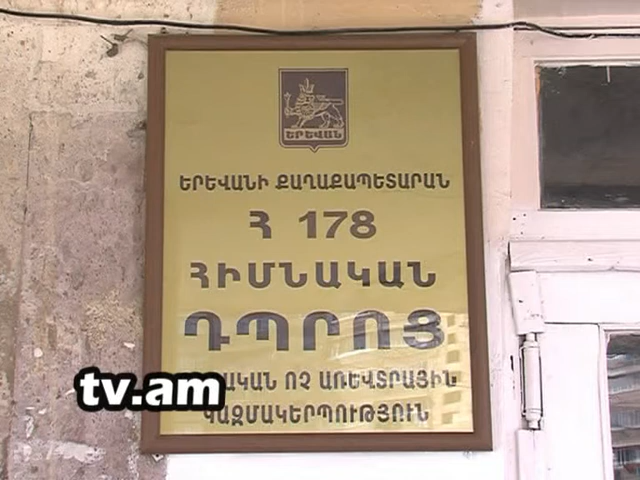 ԵՐԵՎԱՆ
ԵՐԵՎԱՆԻ ՔԱՂԱՔԱՊԵՏԱՐԱՆ
Հ 178
ՀԻՄՆԱԿԱՆ
ԴՊՐՈՑ
ԱԿԱՆ ՈՉ ԱՌԵՎՏՐԱՅԻՆ
ԿԱԶՄԱԿԵՐՊՈՒԹՅՈՒՆ
tv.am